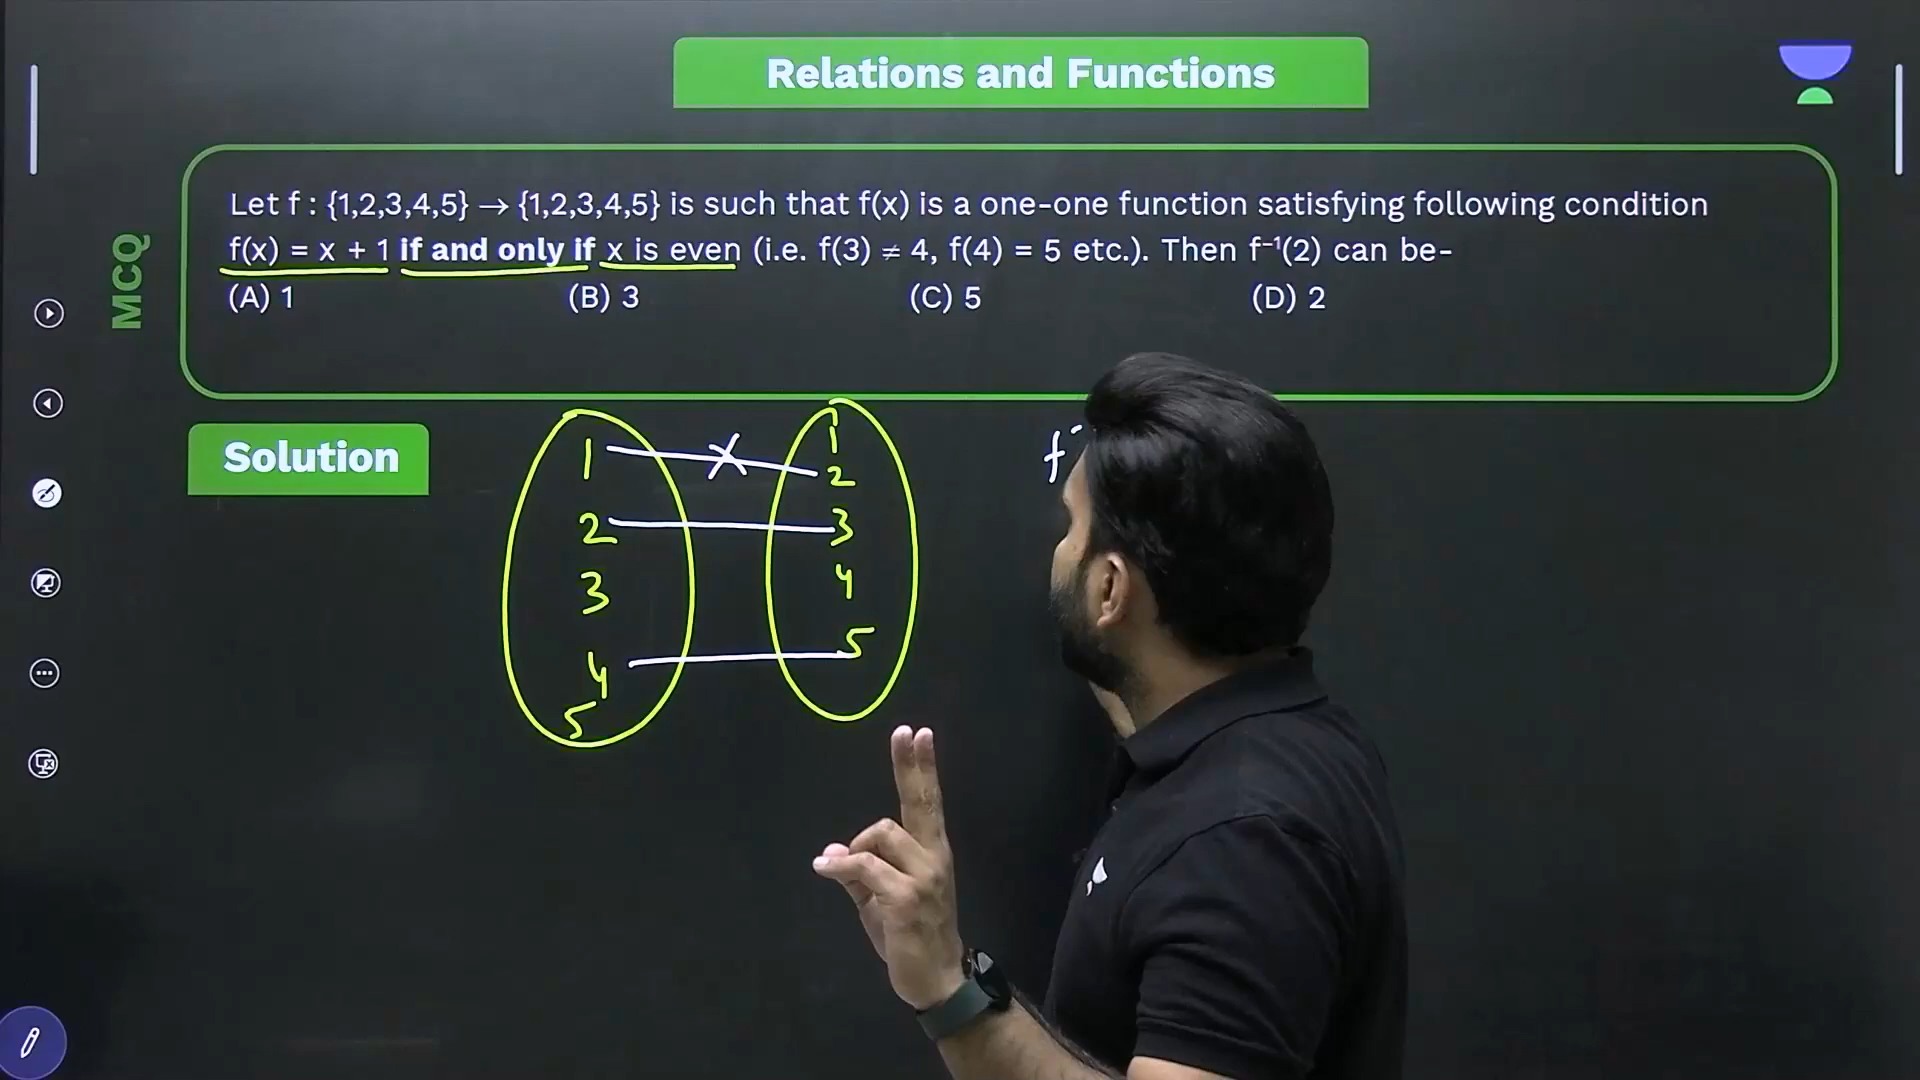 Relations and Functions
MCQ
Let f : {1,2,3,4,5} → {1,2,3,4,5} is such that f(x) is a one-one function satisfying following condition
f(x) = x + 1 if and only if x is even (i.e. f(3) ≠ 4, f(4) = 5 etc.). Then f⁻¹(2) can be-
(A) 1 (B) 3 (C) 5 (D) 2
Solution
1 1
2 2
3 3
4 4
5 5
f⁻